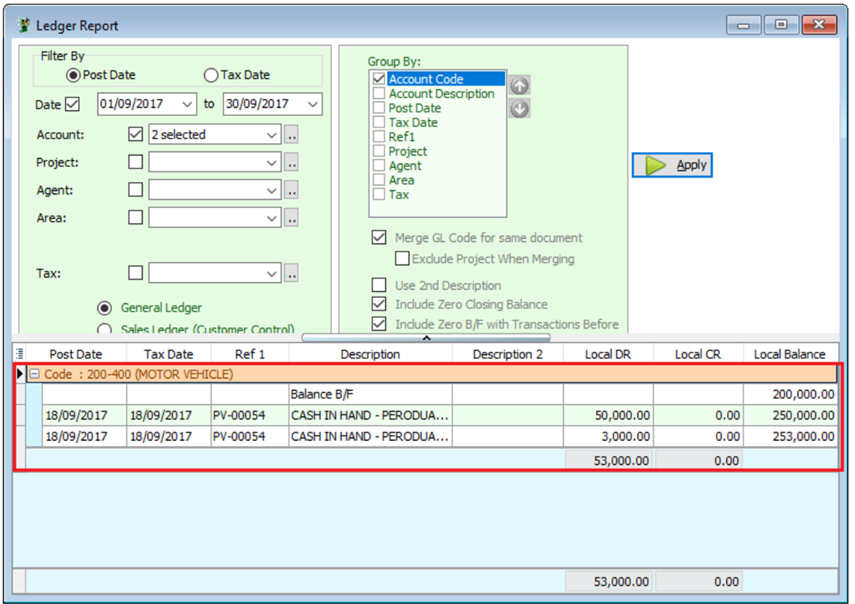 Ledger Report
Filter By
Post Date Tax Date
Date 01/09/2017 to 30/09/2017
Account: 2 selected ..
Project: ..
Agent: ..
Area: ..
Tax: ..
General Ledger
Sales Ledger (Customer Control)
Group By:
Account Code
Account Description
Post Date
Tax Date
Ref1
Project
Agent
Area
Tax
Merge GL Code for same document
Exclude Project When Merging
Use 2nd Description
Include Zero Closing Balance
Include Zero B/F with Transactions Before
Apply
Post Date Tax Date Ref 1 Description Description 2 Local DR Local CR Local Balance
Code : 200-400 (MOTOR VEHICLE)
Balance B/F 200,000.00
18/09/2017 18/09/2017 PV-00054 CASH IN HAND - PERODUA... 50,000.00 0.00 250,000.00
18/09/2017 18/09/2017 PV-00054 CASH IN HAND - PERODUA... 3,000.00 0.00 253,000.00
53,000.00 0.00
53,000.00 0.00